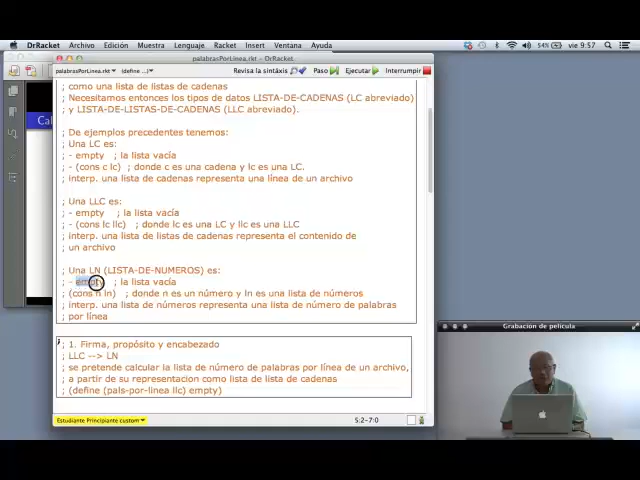 DrRacket Archivo Edición Muestra Lenguaje Racket Insert Ventana Ayuda 54% vie 9:57
palabrasPorLinea.rkt - DrRacket
palabrasPorLinea.rkt (define ...) Revisa la sintáxis Paso Ejecutar Interrumpir
; como una lista de listas de cadenas
; Necesitamos entonces los tipos de datos LISTA-DE-CADENAS (LC abreviado)
; y LISTA-DE-LISTAS-DE-CADENAS (LLC abreviado).
; De ejemplos precedentes tenemos:
; Una LC es:
; - empty ; la lista vacía
; - (cons c lc) ; donde c es una cadena y lc es una LC.
; interp. una lista de cadenas representa una línea de un archivo
; Una LLC es:
; - empty ; la lista vacía
; - (cons lc llc) ; donde lc es una LC y llc es una LLC
; interp. una lista de listas de cadenas representa el contenido de
; un archivo
; Una LN (LISTA-DE-NUMEROS) es:
; - empty ; la lista vacía
; (cons n ln) ; donde n es un número y ln es una lista de números
; interp. una lista de números representa una lista de número de palabras
; por línea
; 1. Firma, propósito y encabezado
; LLC --> LN
; se pretende calcular la lista de número de palabras por línea de un archivo,
; a partir de su representacion como lista de lista de cadenas
; (define (pals-por-linea llc) empty)
Estudiante Principiante custom 5:2-7:0
Grabación de película